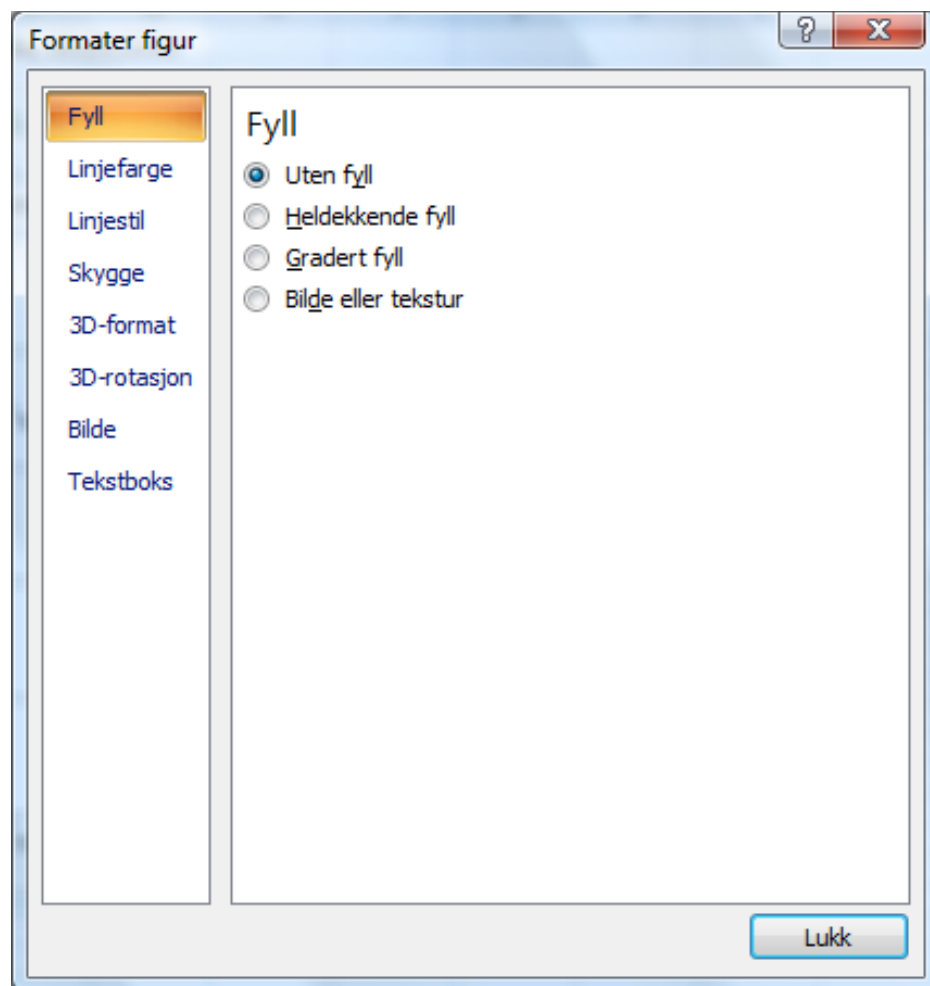 Formater figur
Fyll
Linjefarge
Linjestil
Skygge
3D-format
3D-rotasjon
Bilde
Tekstboks
Fyll
Uten fyll
Heldekkende fyll
Gradert fyll
Bilde eller tekstur
Lukk